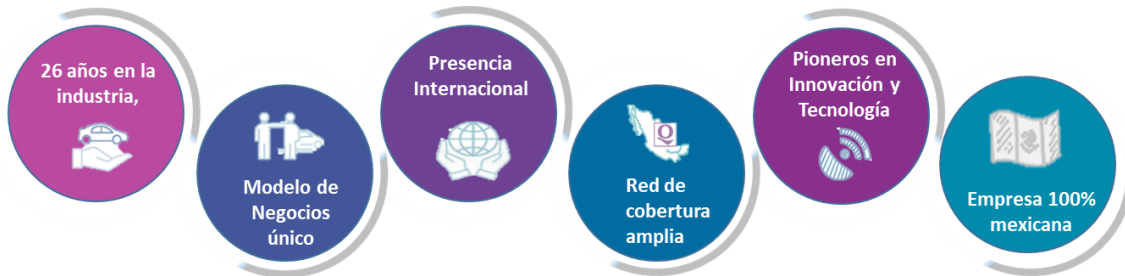 26 años en la
industria,
Modelo de
Negocios
único
Presencia
Internacional
Q
Red de
cobertura
amplia
Pioneros en
Innovación y
Tecnología
Empresa 100%
mexicana